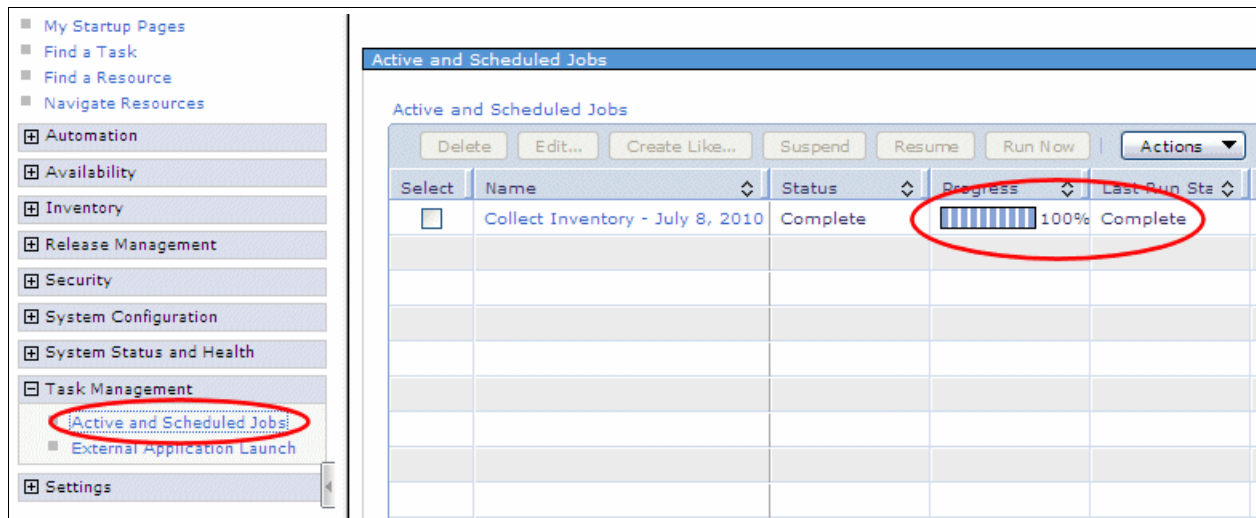 My Startup Pages
Find a Task
Find a Resource
Navigate Resources
Automation
Availability
Inventory
Release Management
Security
System Configuration
System Status and Health
Task Management
Active and Scheduled Jobs
External Application Launch
Settings
Active and Scheduled Jobs
Active and Scheduled Jobs
Delete Edit... Create Like... Suspend Resume Run Now Actions
Select Name Status Progress Last Run Sta
Collect Inventory - July 8, 2010 Complete 100% Complete